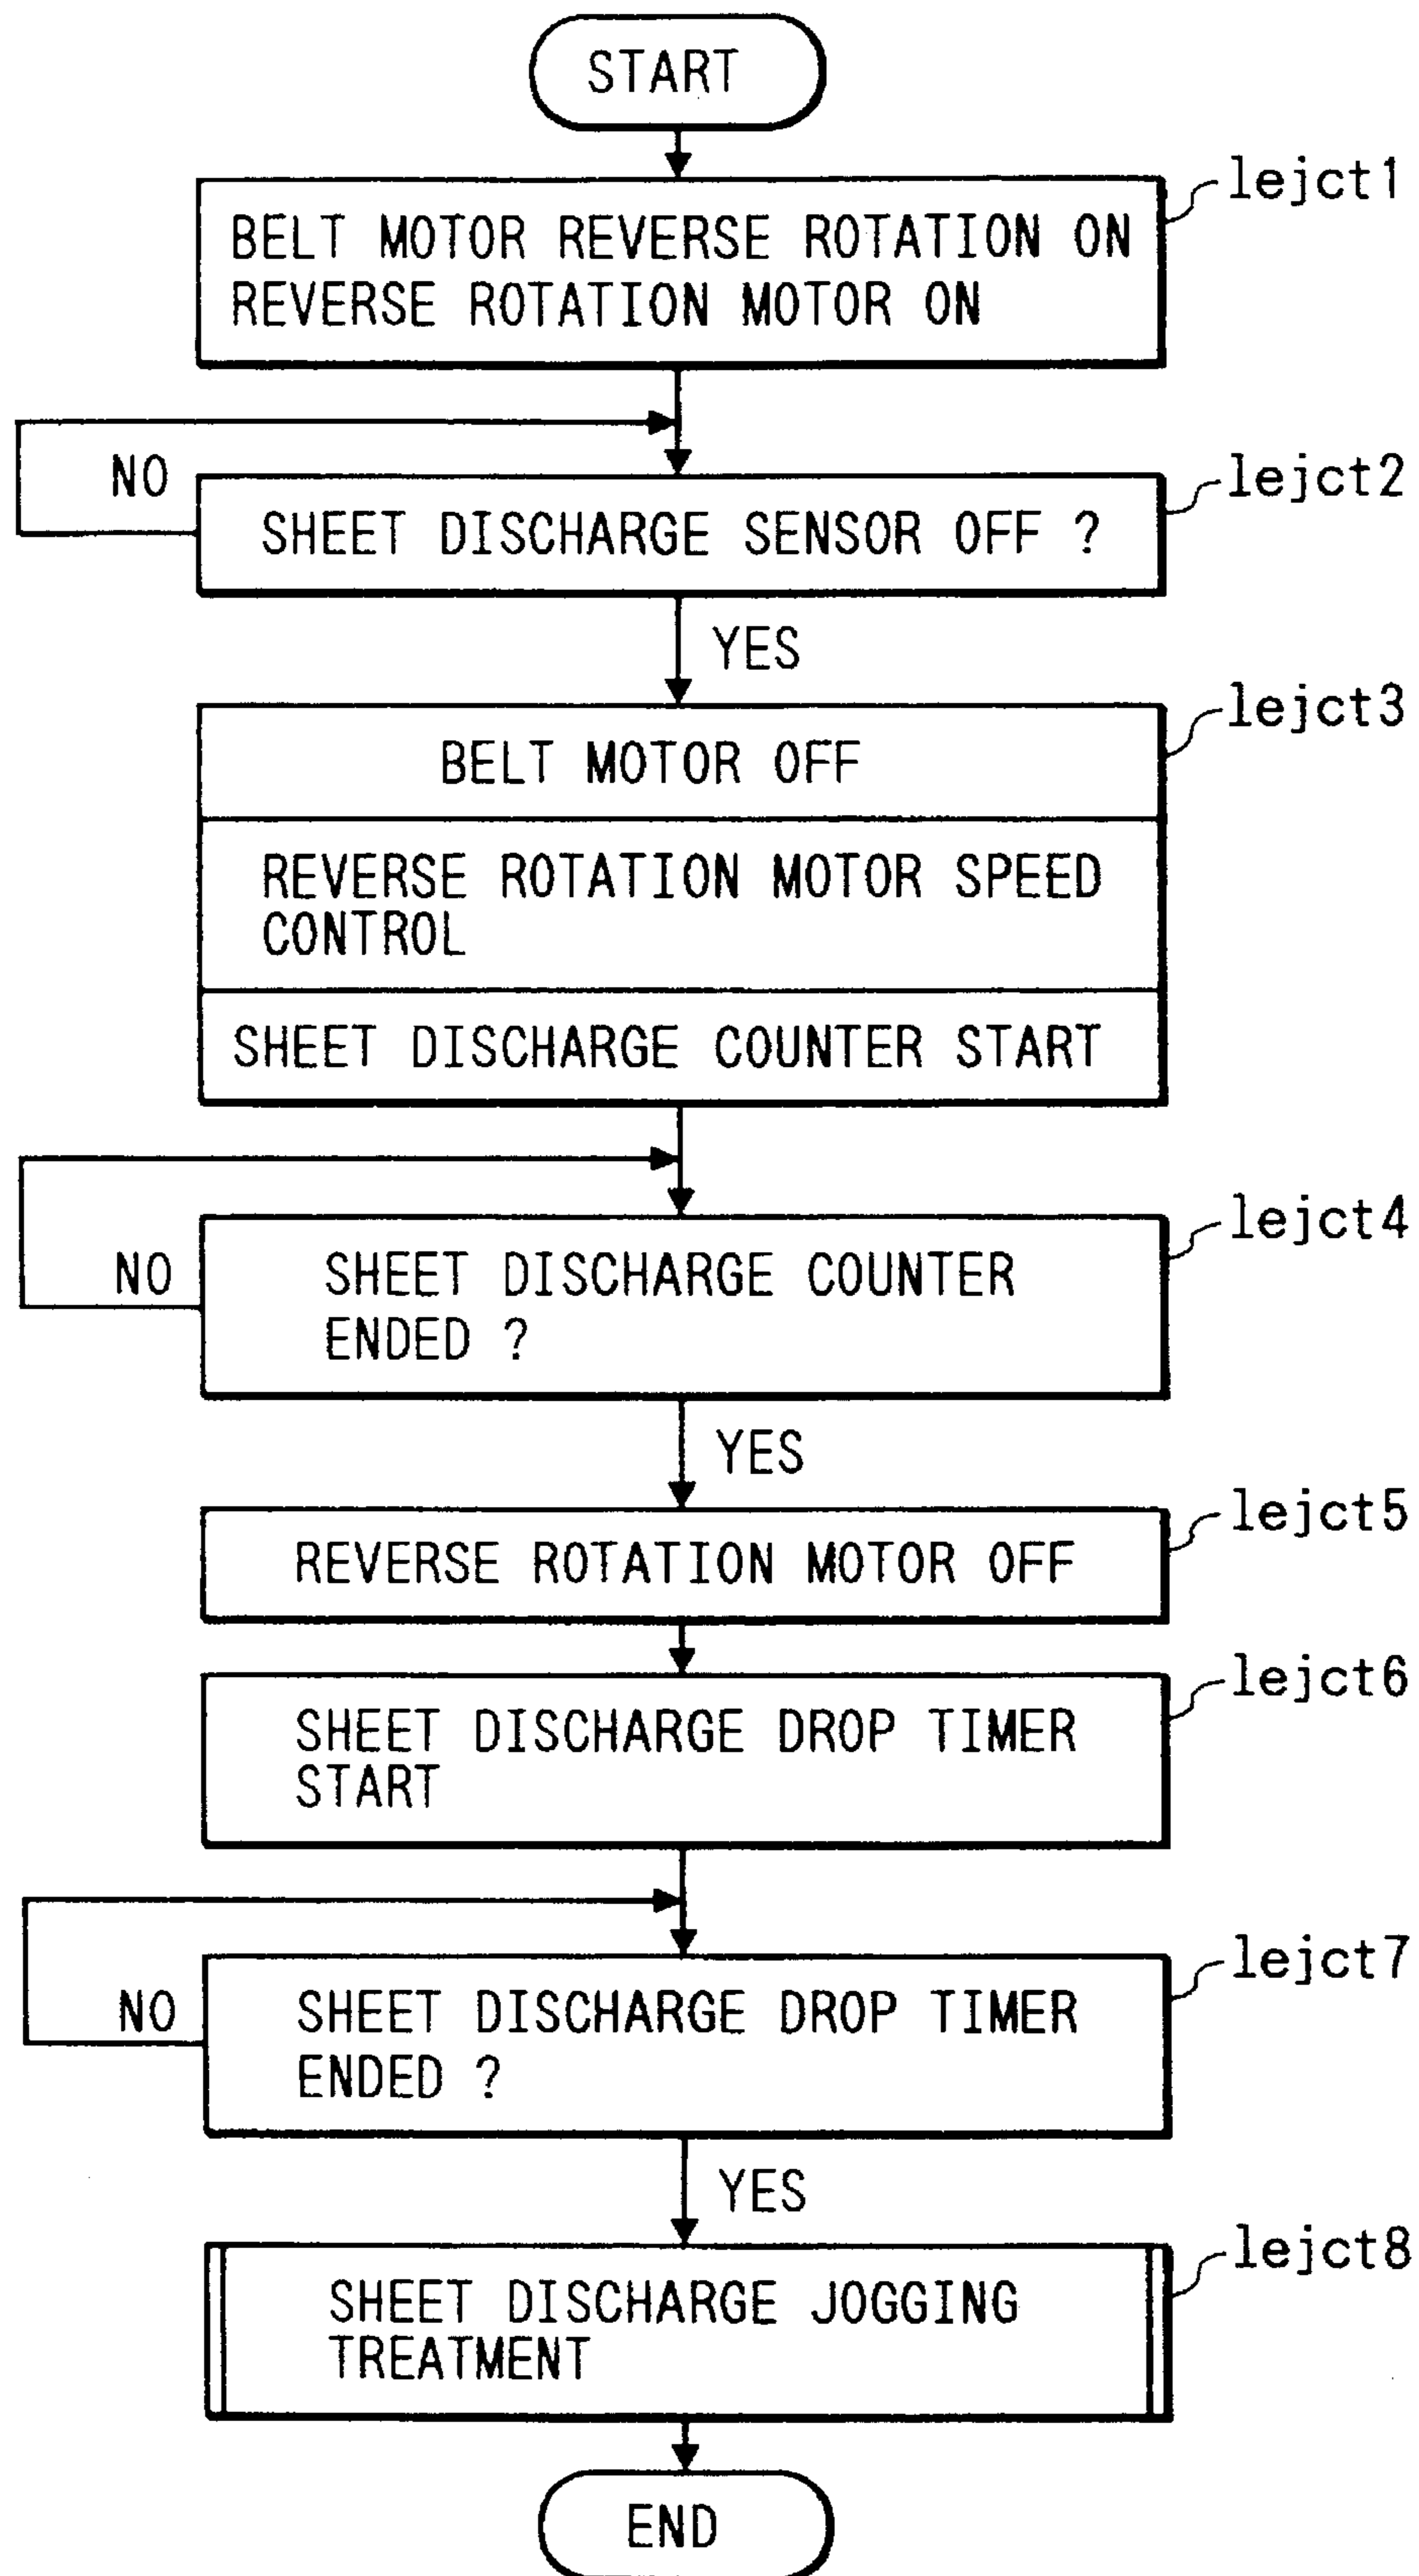 START
lejct1
BELT MOTOR REVERSE ROTATION ON
REVERSE ROTATION MOTOR ON
NO
lejct2
SHEET DISCHARGE SENSOR OFF ?
YES
lejct3
BELT MOTOR OFF
REVERSE ROTATION MOTOR SPEED
CONTROL
SHEET DISCHARGE COUNTER START
lejct4
NO
SHEET DISCHARGE COUNTER
ENDED ?
YES
lejct5
REVERSE ROTATION MOTOR OFF
lejct6
SHEET DISCHARGE DROP TIMER
START
lejct7
NO
SHEET DISCHARGE DROP TIMER
ENDED ?
YES
lejct8
SHEET DISCHARGE JOGGING
TREATMENT
END